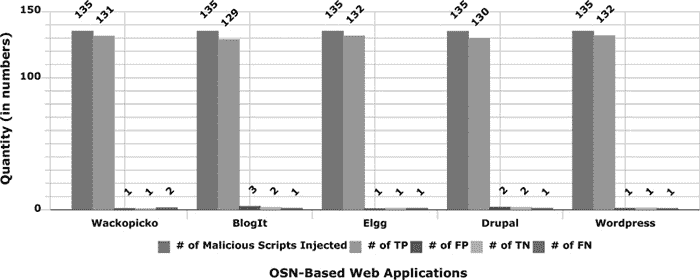 150
135 131
135 129
135 132
135 130
135 132
100
Quantity (in numbers)
1 1 2
3 2 1
1 1 1
2 2 1
1 1 1
0
Wackopicko BlogIt Elgg Drupal Wordpress
# of Malicious Scripts Injected # of TP # of FP # of TN # of FN
OSN-Based Web Applications